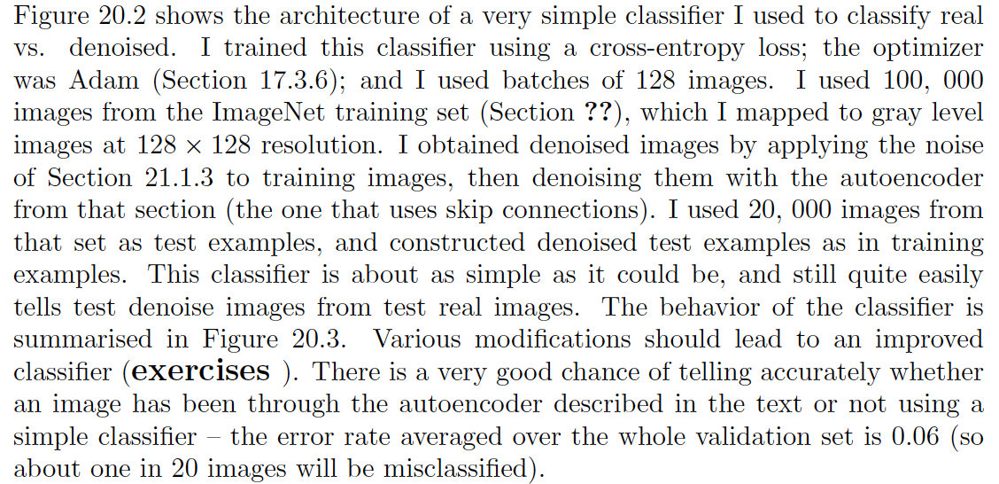 Figure 20.2 shows the architecture of a very simple classifier I used to classify real
vs. denoised. I trained this classifier using a cross-entropy loss; the optimizer
was Adam (Section 17.3.6); and I used batches of 128 images. I used 100, 000
images from the ImageNet training set (Section ??), which I mapped to gray level
images at 128 × 128 resolution. I obtained denoised images by applying the noise
of Section 21.1.3 to training images, then denoising them with the autoencoder
from that section (the one that uses skip connections). I used 20, 000 images from
that set as test examples, and constructed denoised test examples as in training
examples. This classifier is about as simple as it could be, and still quite easily
tells test denoise images from test real images. The behavior of the classifier is
summarised in Figure 20.3. Various modifications should lead to an improved
classifier (exercises ). There is a very good chance of telling accurately whether
an image has been through the autoencoder described in the text or not using a
simple classifier – the error rate averaged over the whole validation set is 0.06 (so
about one in 20 images will be misclassified).